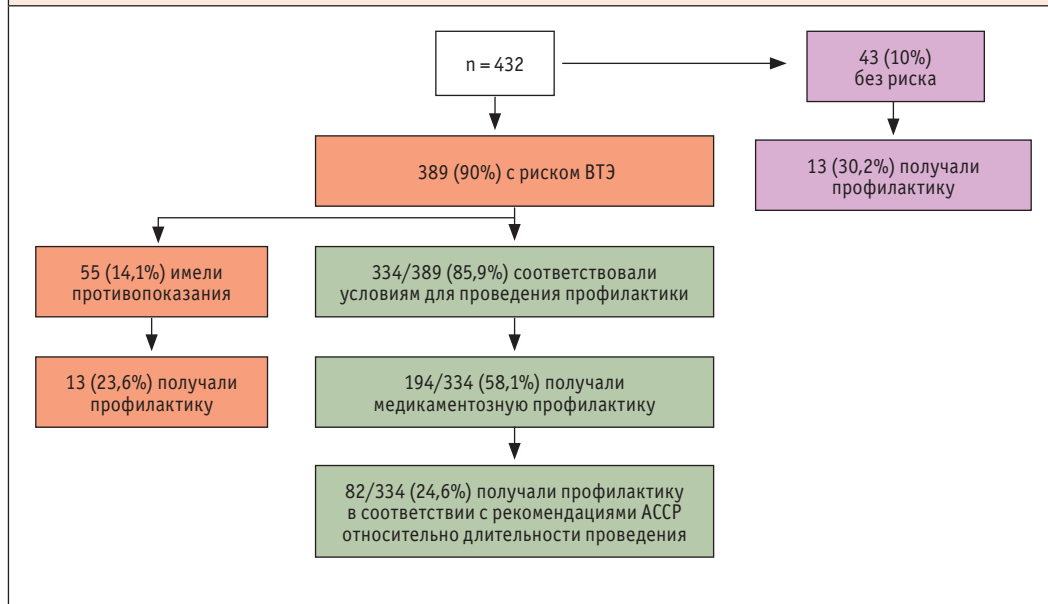 n = 432
43 (10%)
без риска
13 (30,2%) получали
профилактику
389 (90%) с риском ВТЭ
55 (14,1%) имели
противопоказания
334/389 (85,9%) соответствовали
условиям для проведения профилактики
13 (23,6%) получали
профилактику
194/334 (58,1%) получали
медикаментозную профилактику
82/334 (24,6%) получали профилактику
в соответствии с рекомендациями АССР
относительно длительности проведения